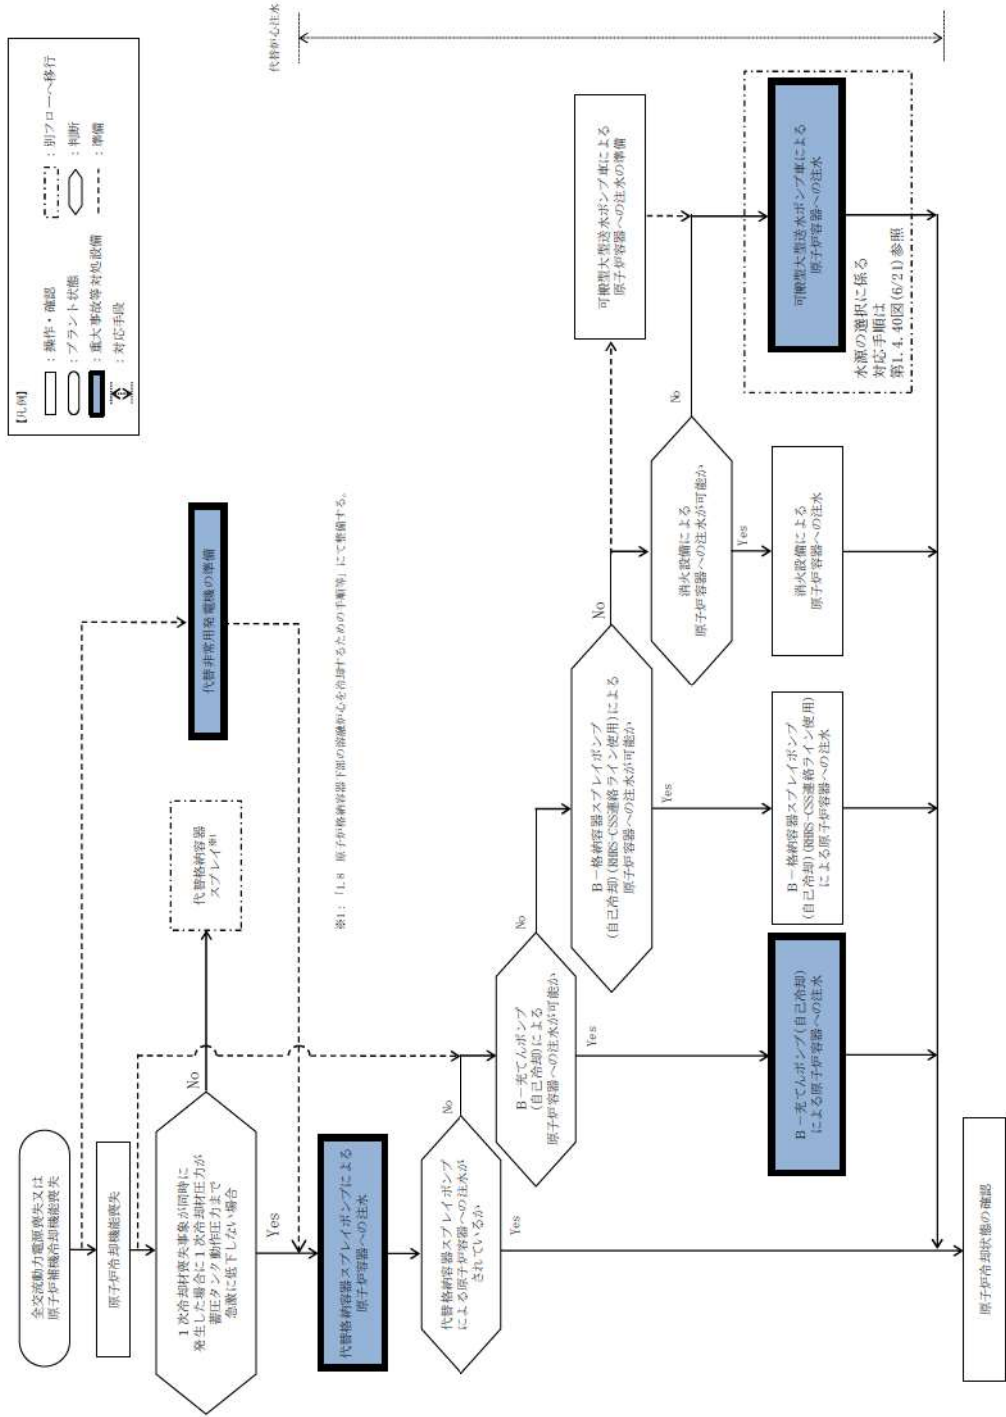 【凡例】
：操作・確認
：プラント状態
：重大事故等対処設備
：対応手段
：別フローへ移行
：判断
：準備
全交流動力電源喪失又は
原子炉補機冷却機能喪失
原子炉冷却機能喪失
1次冷却材喪失事象が同時に
発生した場合に1次冷却材圧力が
蓄圧タンク動作圧力まで
急激に低下しない場合
No
Yes
代替格納容器
スプレイ※1
代替非常用発電機の準備
※1：「1.8 原子炉格納容器下部の溶融炉心を冷却するための手順等」にて整備する。
代替格納容器スプレイポンプによる
原子炉容器への注水
代替格納容器スプレイポンプ
による原子炉容器への注水が
されているか
No
Yes
B－充てんポンプ
(自己冷却)による
原子炉容器への注水が可能か
No
Yes
B－格納容器スプレイポンプ
(自己冷却)(RHRS-CSS連絡ライン使用)による
原子炉容器への注水が可能か
No
Yes
消火設備による
原子炉容器への注水が可能か
No
Yes
可搬型大型送水ポンプ車による
原子炉容器への注水の準備
B－充てんポンプ(自己冷却)
による原子炉容器への注水
B－格納容器スプレイポンプ
(自己冷却)(RHRS-CSS連絡ライン使用)
による原子炉容器への注水
消火設備による
原子炉容器への注水
可搬型大型送水ポンプ車による
原子炉容器への注水
水源の選択に係る
対応手順は
第1.4.40図(6/21)参照
原子炉冷却状態の確認
代替炉心注水